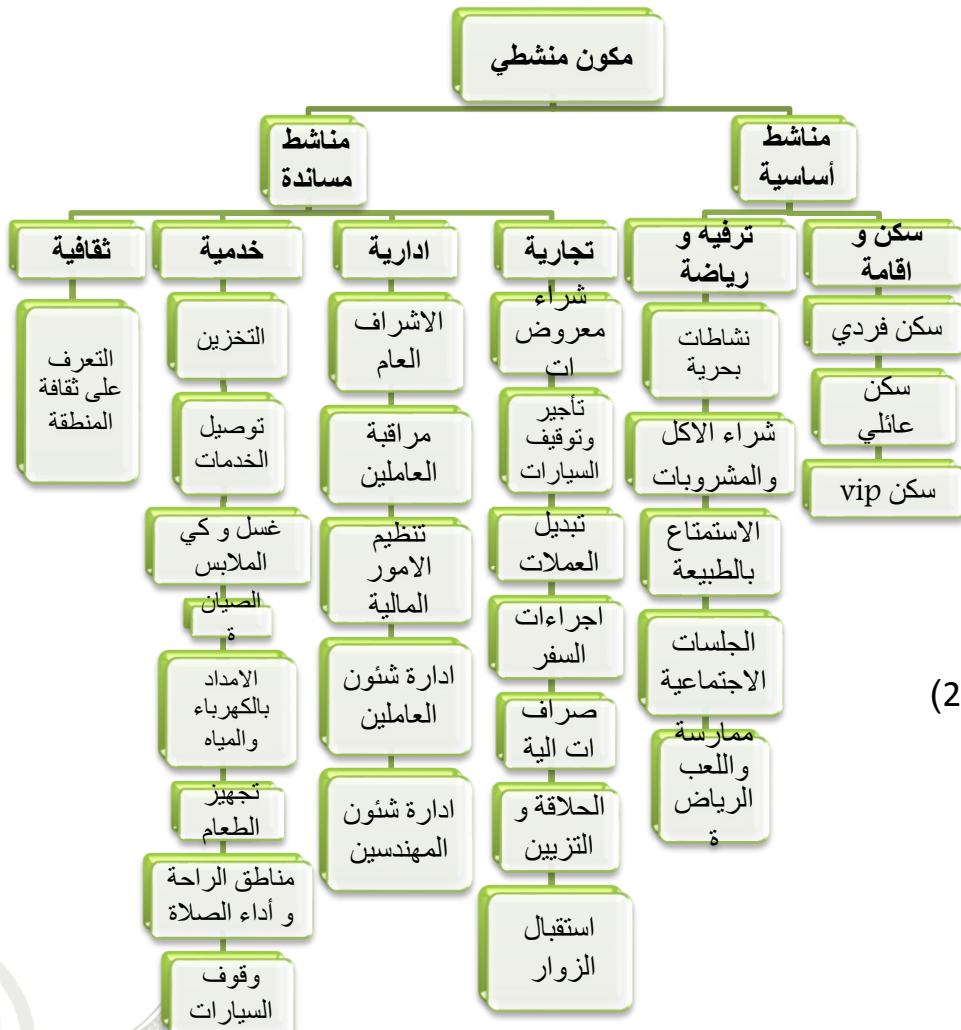 مكون منشطي
مناشط
أساسية
مناشط
مساندة
سكن و
اقامة
سكن فردي
سكن
عائلي
سكن vip
ترفيه و
رياضة
نشاطات
بحرية
شراء الاكل
والمشروبات
الاستمتاع
بالطبيعة
الجلسات
الاجتماعية
ممارسة
واللعب
الرياض
ة
تجارية
شراء
معروض
ات
تأجير
وتوقيف
السيارات
تبديل
العملات
اجراءات
السفر
صراف
ات الية
الحلاقة و
التزيين
استقبال
الزوار
ادارية
الاشراف
العام
مراقبة
العاملين
تنظيم
الامور
المالية
ادارة شئون
العاملين
ادارة شئون
المهندسين
خدمية
التخزين
توصيل
الخدمات
غسل و كي
الملابس
الصيان
ة
الامداد
بالكهرباء
والمياه
تجهيز
الطعام
مناطق الراحة
و أداء الصلاة
وقوف
السيارات
ثقافية
التعرف
على ثقافة
المنطقة
(2